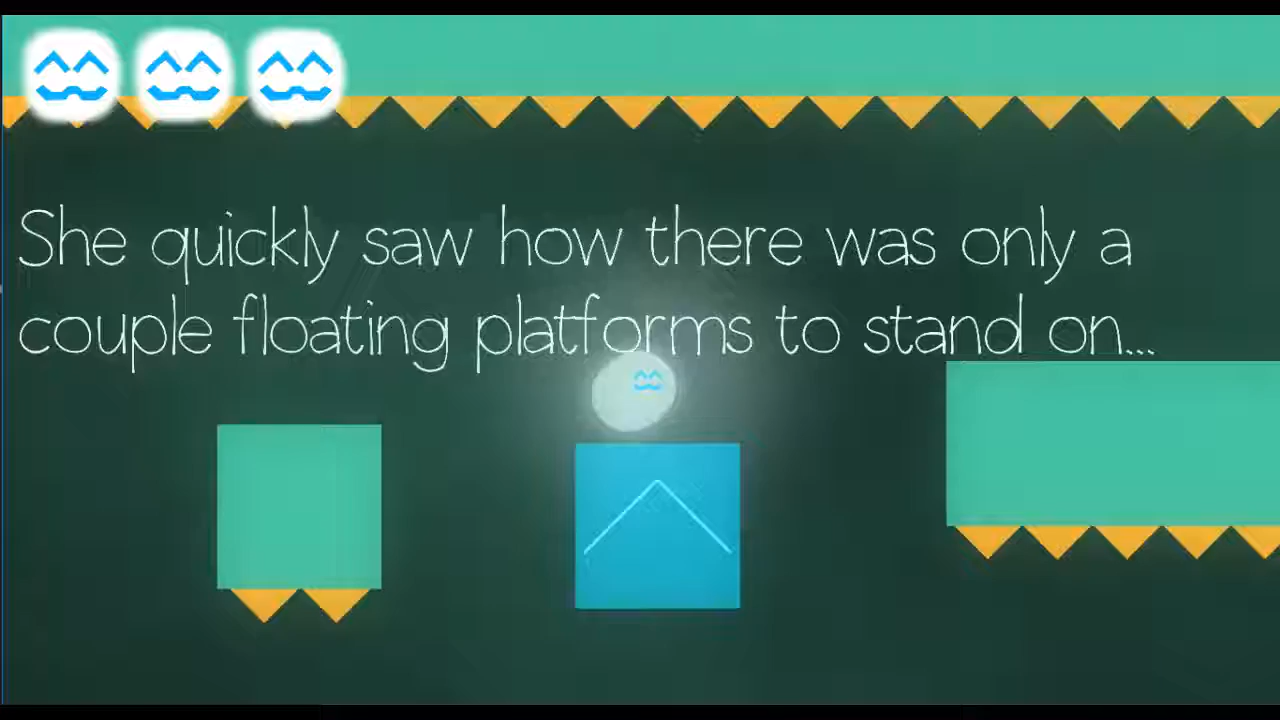 She quickly saw how there was only a
couple floating platforms to stand on...